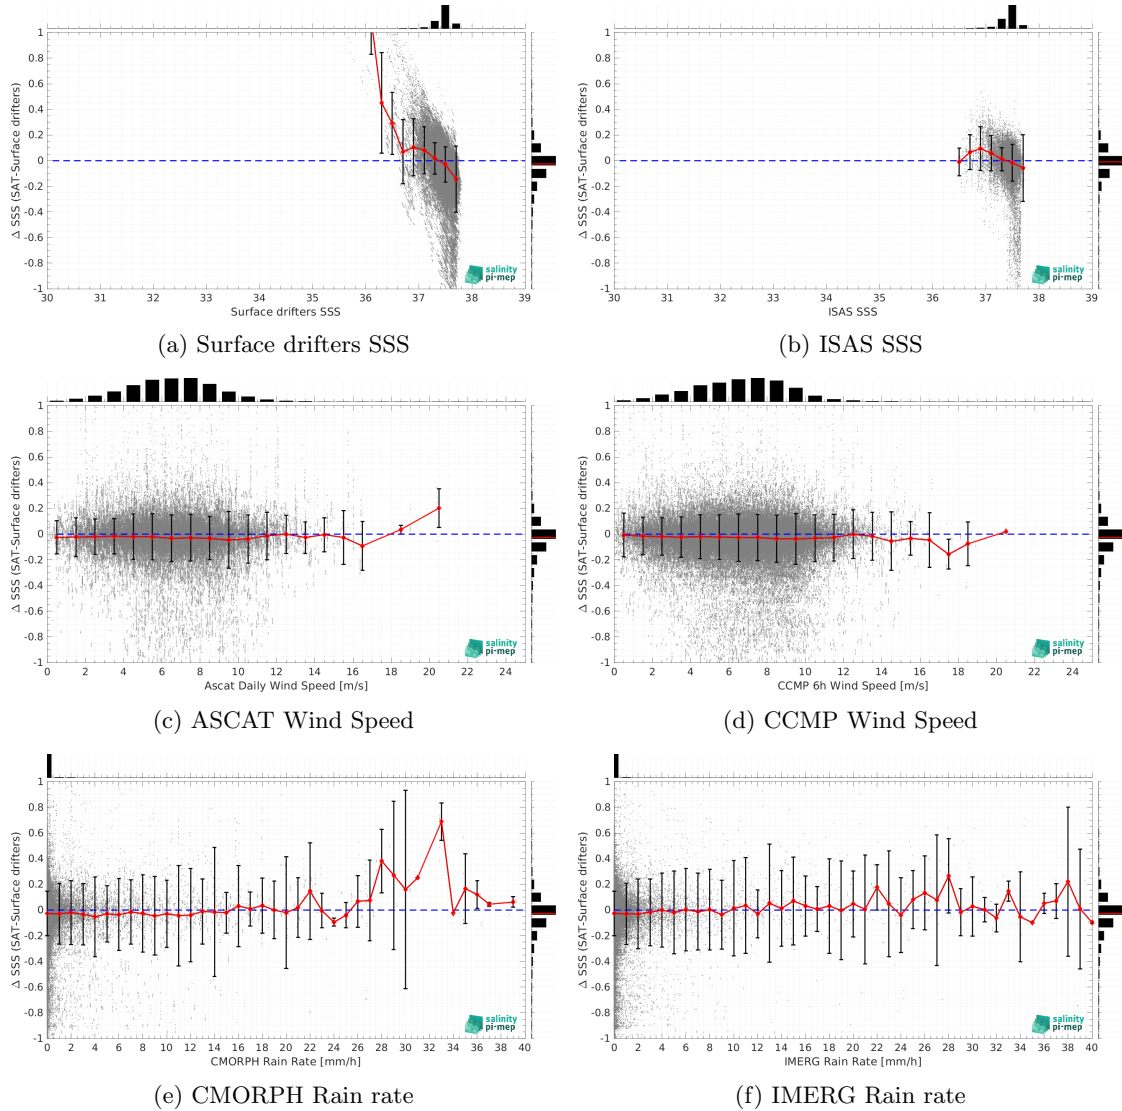 1
0.8
0.6
0.4
0.2
0
-0.2
-0.4
-0.6
-0.8
-1
Δ SSS (SAT-Surface drifters)
30 31 32 33 34 35 36 37 38 39
Surface drifters SSS
salinity
pi-mep
(a) Surface drifters SSS
1
0.8
0.6
0.4
0.2
0
-0.2
-0.4
-0.6
-0.8
-1
Δ SSS (SAT-Surface drifters)
30 31 32 33 34 35 36 37 38 39
ISAS SSS
salinity
pi-mep
(b) ISAS SSS
1
0.8
0.6
0.4
0.2
0
-0.2
-0.4
-0.6
-0.8
-1
Δ SSS (SAT-Surface drifters)
0 2 4 6 8 10 12 14 16 18 20 22 24
Ascat Daily Wind Speed [m/s]
salinity
pi-mep
(c) ASCAT Wind Speed
1
0.8
0.6
0.4
0.2
0
-0.2
-0.4
-0.6
-0.8
-1
Δ SSS (SAT-Surface drifters)
0 2 4 6 8 10 12 14 16 18 20 22 24
CCMP 6h Wind Speed [m/s]
salinity
pi-mep
(d) CCMP Wind Speed
1
0.8
0.6
0.4
0.2
0
-0.2
-0.4
-0.6
-0.8
-1
Δ SSS (SAT-Surface drifters)
0 2 4 6 8 10 12 14 16 18 20 22 24 26 28 30 32 34 36 38 40
CMORPH Rain Rate [mm/h]
salinity
pi-mep
(e) CMORPH Rain rate
1
0.8
0.6
0.4
0.2
0
-0.2
-0.4
-0.6
-0.8
-1
Δ SSS (SAT-Surface drifters)
0 2 4 6 8 10 12 14 16 18 20 22 24 26 28 30 32 34 36 38 40
IMERG Rain Rate [mm/h]
salinity
pi-mep
(f) IMERG Rain rate